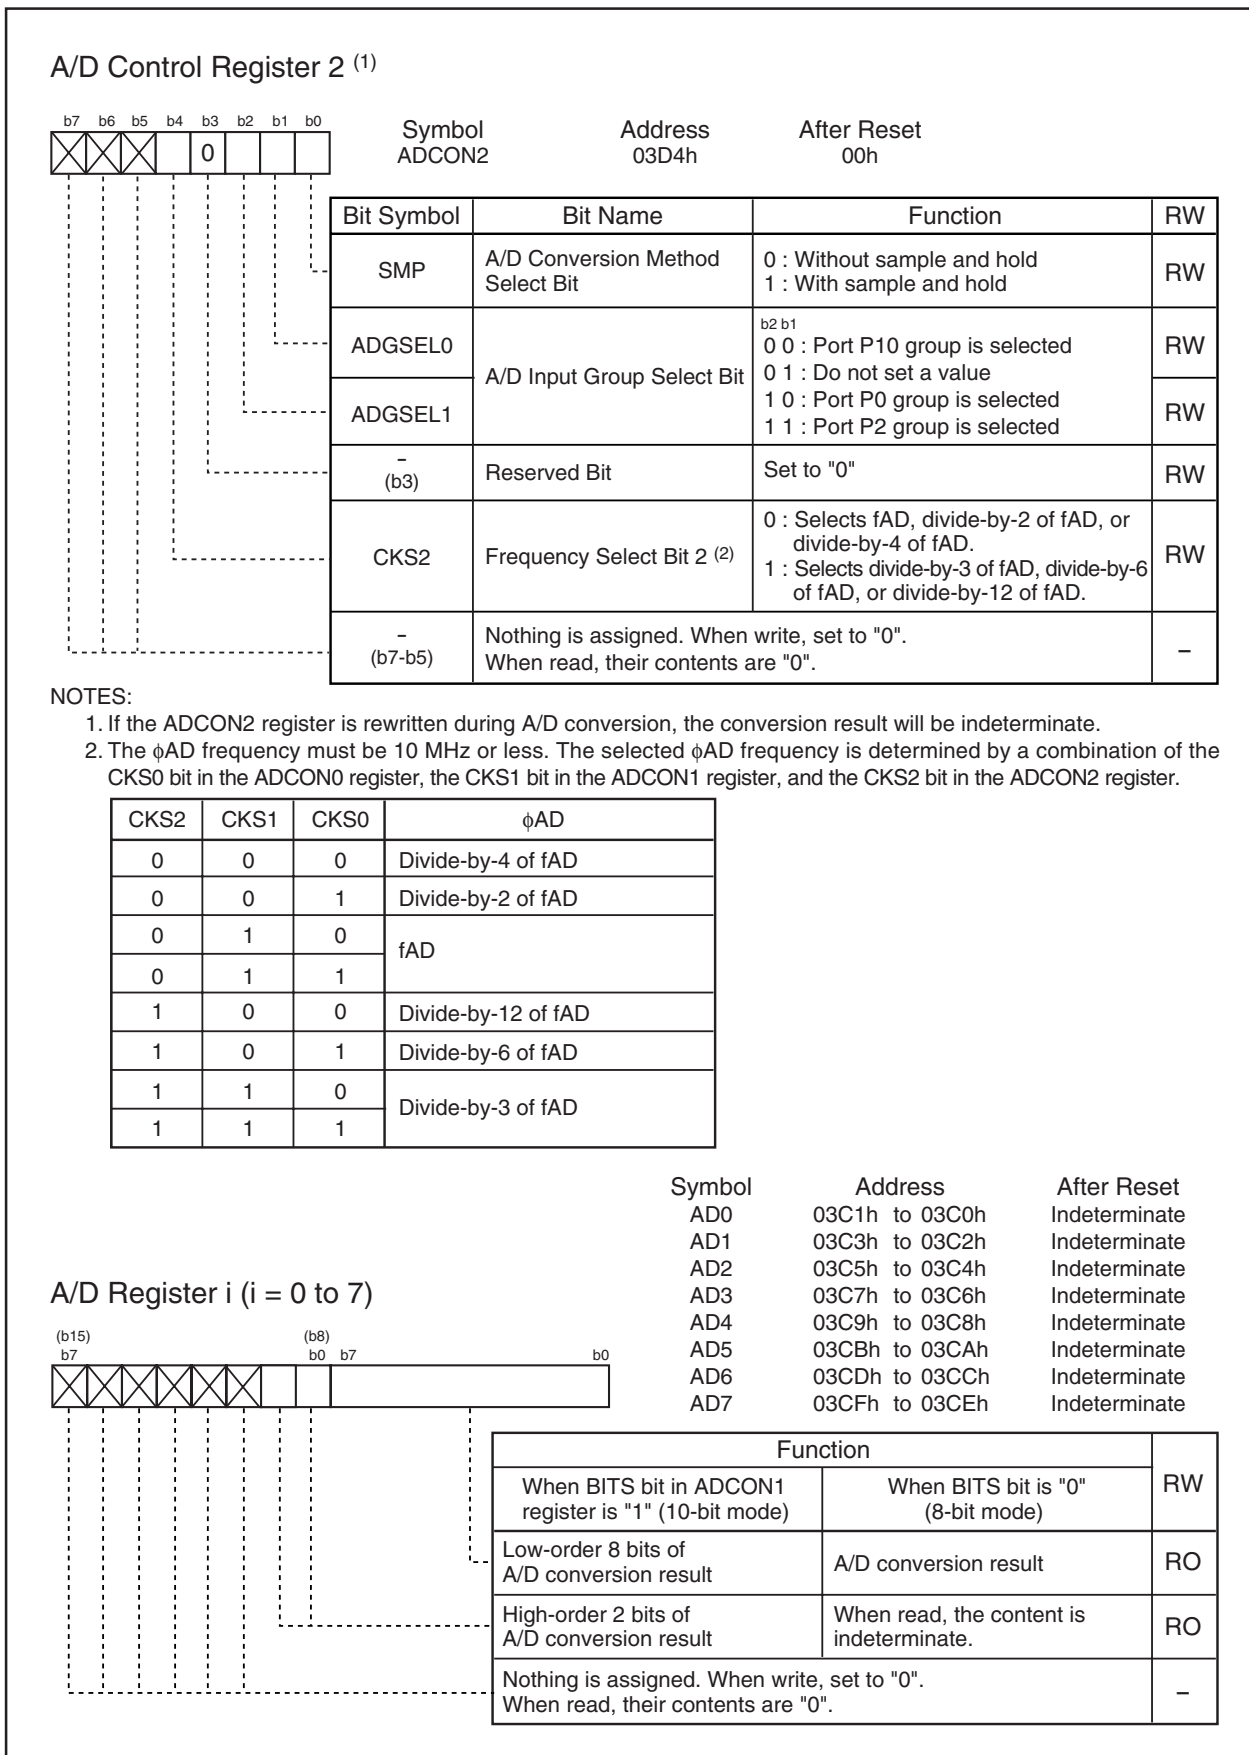 A/D Control Register 2 (1)
b7 b6 b5 b4 b3 b2 b1 b0
0
Symbol Address After Reset
ADCON2 03D4h 00h
Bit Symbol Bit Name Function RW
SMP A/D Conversion Method Select Bit 0 : Without sample and hold RW
1 : With sample and hold
ADGSEL0 A/D Input Group Select Bit b2 b1 RW
0 0 : Port P10 group is selected
0 1 : Do not set a value
ADGSEL1 1 0 : Port P0 group is selected RW
1 1 : Port P2 group is selected
– (b3) Reserved Bit Set to "0" RW
CKS2 Frequency Select Bit 2 (2) 0 : Selects fAD, divide-by-2 of fAD, or RW
divide-by-4 of fAD.
1 : Selects divide-by-3 of fAD, divide-by-6
of fAD, or divide-by-12 of fAD.
– (b7-b5) Nothing is assigned. When write, set to "0". –
When read, their contents are "0".
NOTES:
1. If the ADCON2 register is rewritten during A/D conversion, the conversion result will be indeterminate.
2. The ϕAD frequency must be 10 MHz or less. The selected ϕAD frequency is determined by a combination of the
CKS0 bit in the ADCON0 register, the CKS1 bit in the ADCON1 register, and the CKS2 bit in the ADCON2 register.
CKS2 CKS1 CKS0 ϕAD
0 0 0 Divide-by-4 of fAD
0 0 1 Divide-by-2 of fAD
0 1 0 fAD
0 1 1
1 0 0 Divide-by-12 of fAD
1 0 1 Divide-by-6 of fAD
1 1 0 Divide-by-3 of fAD
1 1 1
Symbol Address After Reset
AD0 03C1h to 03C0h Indeterminate
AD1 03C3h to 03C2h Indeterminate
AD2 03C5h to 03C4h Indeterminate
AD3 03C7h to 03C6h Indeterminate
AD4 03C9h to 03C8h Indeterminate
AD5 03CBh to 03CAh Indeterminate
AD6 03CDh to 03CCh Indeterminate
AD7 03CFh to 03CEh Indeterminate
A/D Register i (i = 0 to 7)
(b15) (b8)
b7 b0 b7 b0
Function RW
When BITS bit in ADCON1 When BITS bit is "0"
register is "1" (10-bit mode) (8-bit mode)
Low-order 8 bits of A/D conversion result A/D conversion result RO
High-order 2 bits of A/D conversion result When read, the content is indeterminate. RO
Nothing is assigned. When write, set to "0". –
When read, their contents are "0".